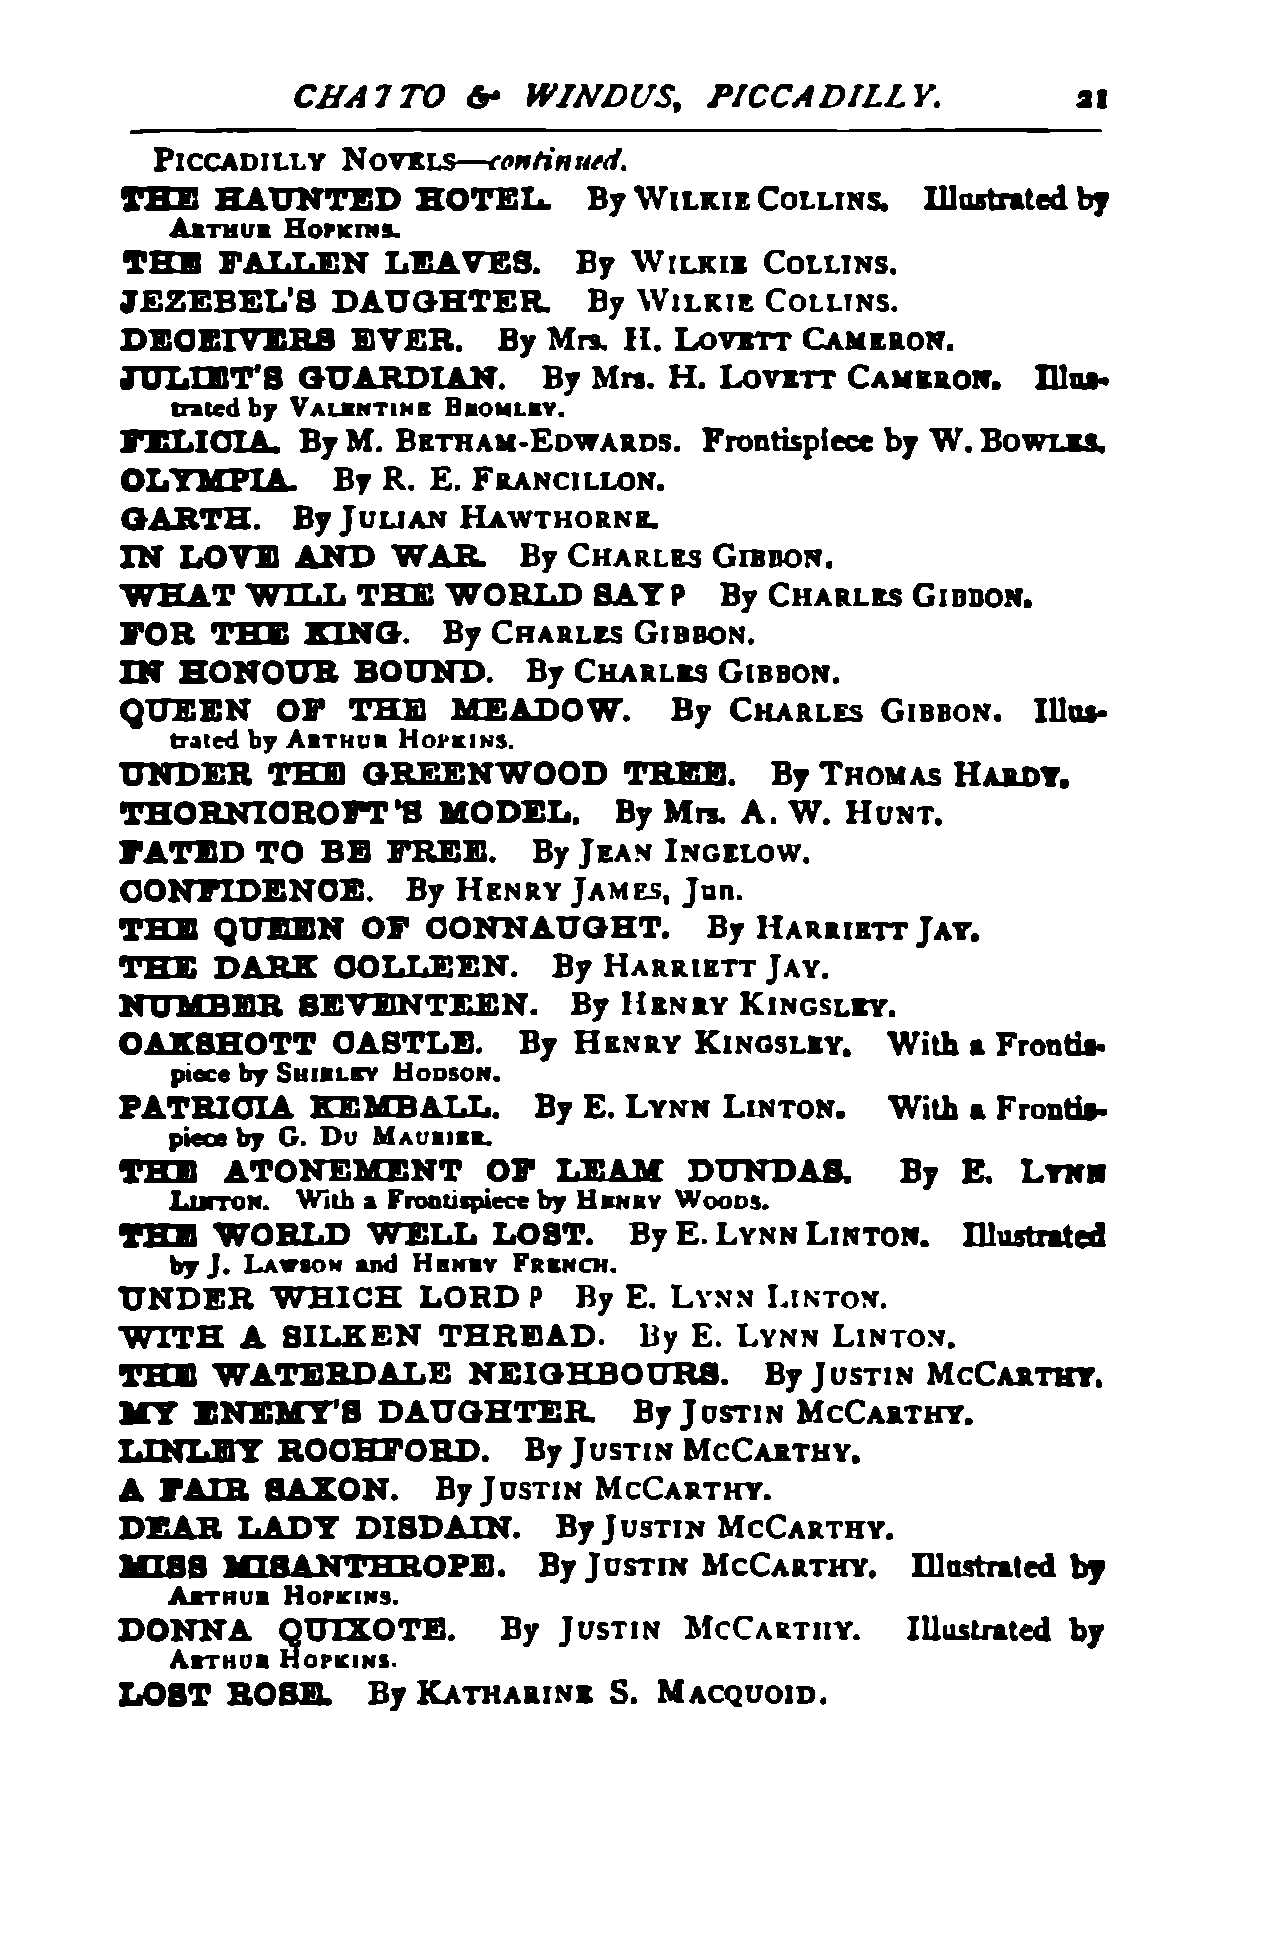 CHATTO & WINDUS, PICCADILLY. 21
PICCADILLY NOVELS—continued.
THE HAUNTED HOTEL. By WILKIE COLLINS. Illustrated by
ARTHUR HOPKINS.
THE FALLEN LEAVES. By WILKIE COLLINS.
JEZEBEL'S DAUGHTER. By WILKIE COLLINS.
DECEIVERS EVER. By Mrs. H. LOVETT CAMERON.
JULIET'S GUARDIAN. By Mrs. H. LOVETT CAMERON. Illus-
trated by VALENTINE BROMLEY.
FELICIA. By M. BETHAM-EDWARDS. Frontispiece by W. BOWLES.
OLYMPIA. By R. E. FRANCILLON.
GARTH. By JULIAN HAWTHORNE.
IN LOVE AND WAR. By CHARLES GIBBON.
WHAT WILL THE WORLD SAY? By CHARLES GIBBON.
FOR THE KING. By CHARLES GIBBON.
IN HONOUR BOUND. By CHARLES GIBBON.
QUEEN OF THE MEADOW. By CHARLES GIBBON. Illus-
trated by ARTHUR HOPKINS.
UNDER THE GREENWOOD TREE. By THOMAS HARDY.
THORNICROFT'S MODEL. By Mrs. A. W. HUNT.
FATED TO BE FREE. By JEAN INGELOW.
CONFIDENCE. By HENRY JAMES, Jun.
THE QUEEN OF CONNAUGHT. By HARRIETT JAY.
THE DARK COLLEEN. By HARRIETT JAY.
NUMBER SEVENTEEN. By HENRY KINGSLEY.
OAKSHOTT CASTLE. By HENRY KINGSLEY. With a Frontis-
piece by SHIRLEY HODSON.
PATRICIA KEMBALL. By E. LYNN LINTON. With a Frontis-
piece by G. DU MAURIER.
THE ATONEMENT OF LEAM DUNDAS. By E. LYNN
LINTON. With a Frontispiece by HENRY WOODS.
THE WORLD WELL LOST. By E. LYNN LINTON. Illustrated
by J. LAWSON and HENRY FRENCH.
UNDER WHICH LORD? By E. LYNN LINTON.
WITH A SILKEN THREAD. By E. LYNN LINTON.
THE WATERDALE NEIGHBOURS. By JUSTIN MCCARTHY.
MY ENEMY'S DAUGHTER. By JUSTIN MCCARTHY.
LINLEY ROCHFORD. By JUSTIN MCCARTHY.
A FAIR SAXON. By JUSTIN MCCARTHY.
DEAR LADY DISDAIN. By JUSTIN MCCARTHY.
MISS MISANTHROPE. By JUSTIN MCCARTHY. Illustrated by
ARTHUR HOPKINS.
DONNA QUIXOTE. By JUSTIN MCCARTHY. Illustrated by
ARTHUR HOPKINS.
LOST ROSE. By KATHARINE S. MACQUOID.